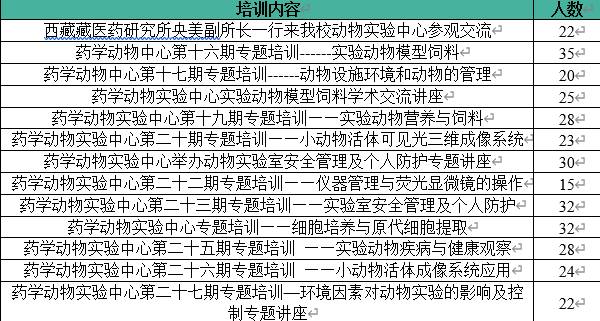 培训内容 人数
西藏藏医药研究所央美副所长一行来我校动物实验中心参观交流 22
药学动物中心第十六期专题培训------实验动物模型饲料 35
药学动物中心第十七期专题培训------动物设施环境和动物的管理 20
药学动物实验中心实验动物模型饲料学术交流讲座 25
药学动物实验中心第十九期专题培训——实验动物营养与饲料 28
药学动物实验中心第二十期专题培训——小动物活体可见光三维成像系统 23
药学动物实验中心举办动物实验室安全管理及个人防护专题讲座 30
药学动物实验中心第二十二期专题培训——仪器管理与荧光显微镜的操作 15
药学动物实验中心第二十三期专题培训——实验室安全管理及个人防护 32
药学动物实验中心专题培训——细胞培养与原代细胞提取 32
药学动物实验中心第二十五期专题培训 ——实验动物疾病与健康观察 28
药学动物实验中心第二十六期专题培训 ——小动物活体成像系统应用 24
药学动物实验中心第二十七期专题培训—环境因素对动物实验的影响及控
制专题讲座 22